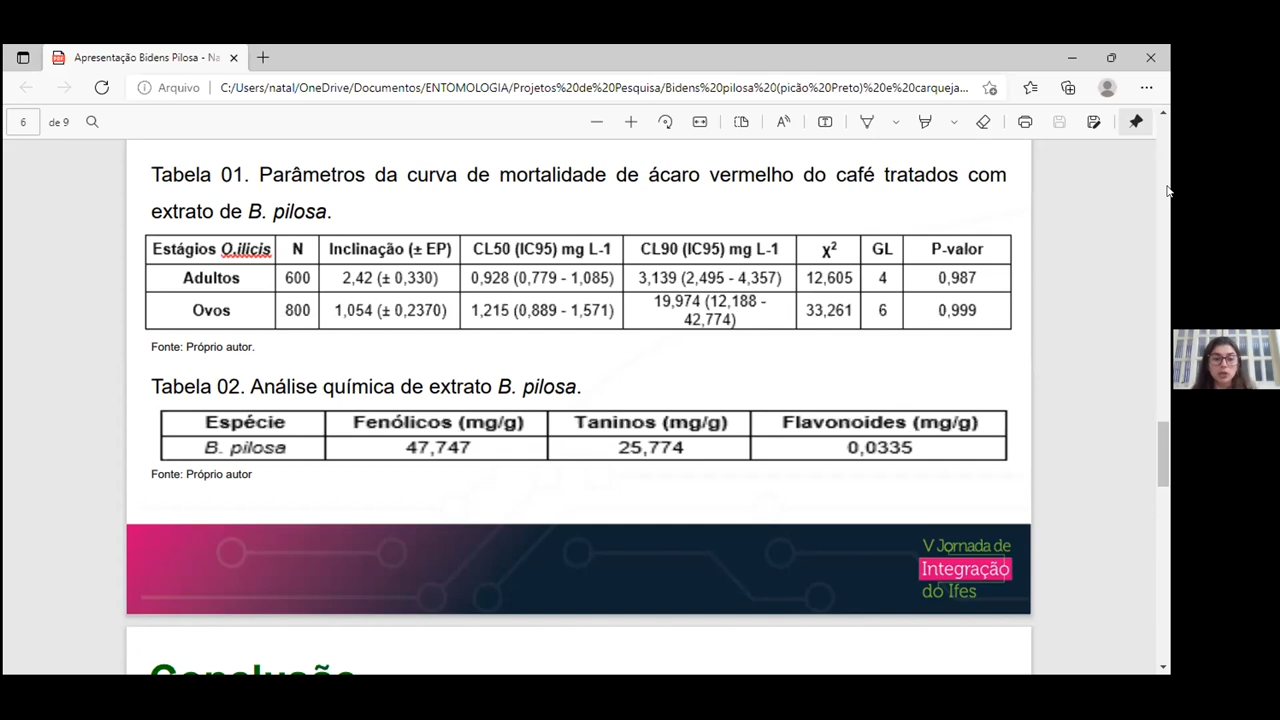 Apresentação Bidens Pilosa - Na
Arquivo
C:/Users/natal/OneDrive/Documentos/ENTOMOLOGIA/Projetos%20de%20Pesquisa/Bidens%20pilosa%20(picão%20Preto)%20e%20carqueja...
6 de 9
Tabela 01. Parâmetros da curva de mortalidade de ácaro vermelho do café tratados com
extrato de B. pilosa.
Estágios O.ilicis N Inclinação (± EP) CL50 (IC95) mg L-1 CL90 (IC95) mg L-1 χ² GL P-valor
Adultos 600 2,42 (± 0,330) 0,928 (0,779 - 1,085) 3,139 (2,495 - 4,357) 12,605 4 0,987
Ovos 800 1,054 (± 0,2370) 1,215 (0,889 - 1,571) 19,974 (12,188 -
42,774) 33,261 6 0,999
Fonte: Próprio autor.
Tabela 02. Análise química de extrato B. pilosa.
Espécie Fenólicos (mg/g) Taninos (mg/g) Flavonoides (mg/g)
B. pilosa 47,747 25,774 0,0335
Fonte: Próprio autor
V Jornada de
Integração
do Ifes
Conclusão